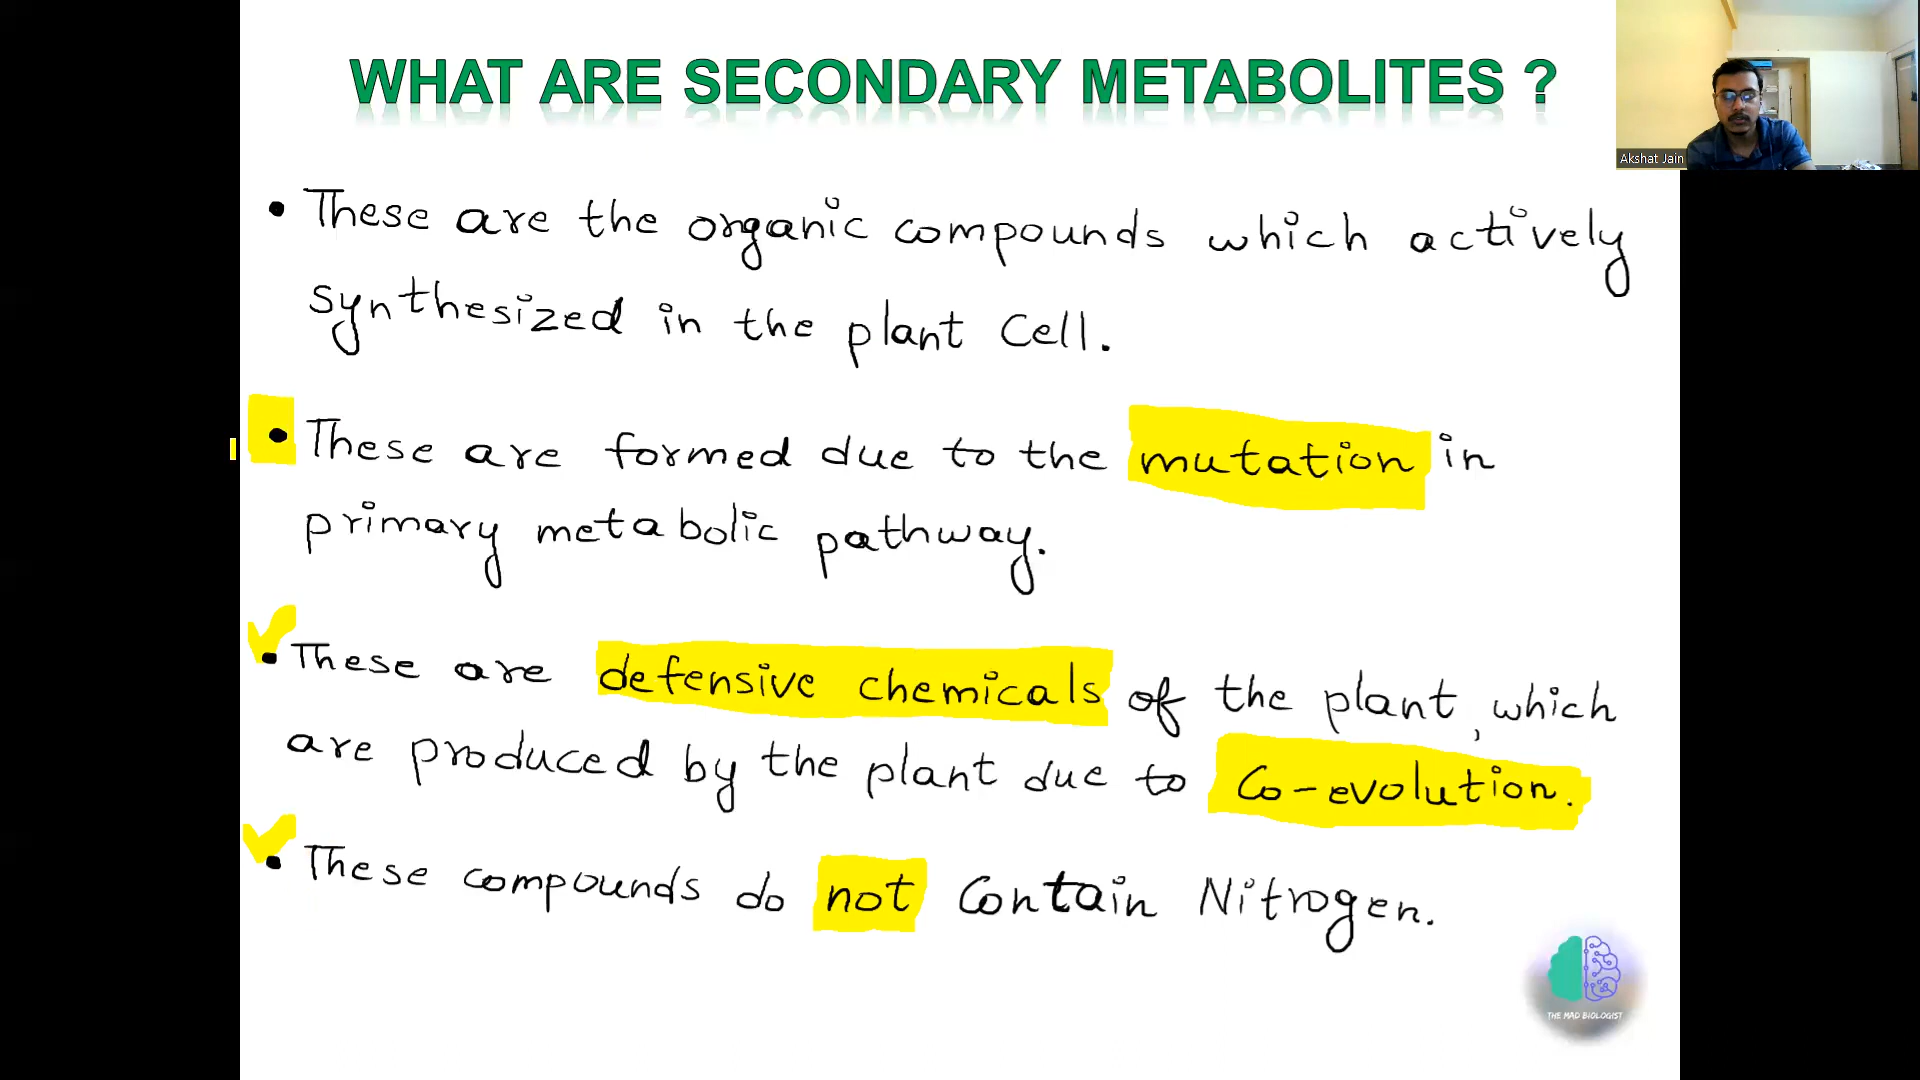 WHAT ARE SECONDARY METABOLITES ?
Akshat Jain
• These are the organic compounds which actively
synthesized in the plant Cell.
• These are formed due to the mutation in
primary metabolic pathway.
• These are defensive chemicals of the plant, which
are produced by the plant due to Co-evolution.
• These compounds do not Contain Nitrogen.
THE MAD BIOLOGIST